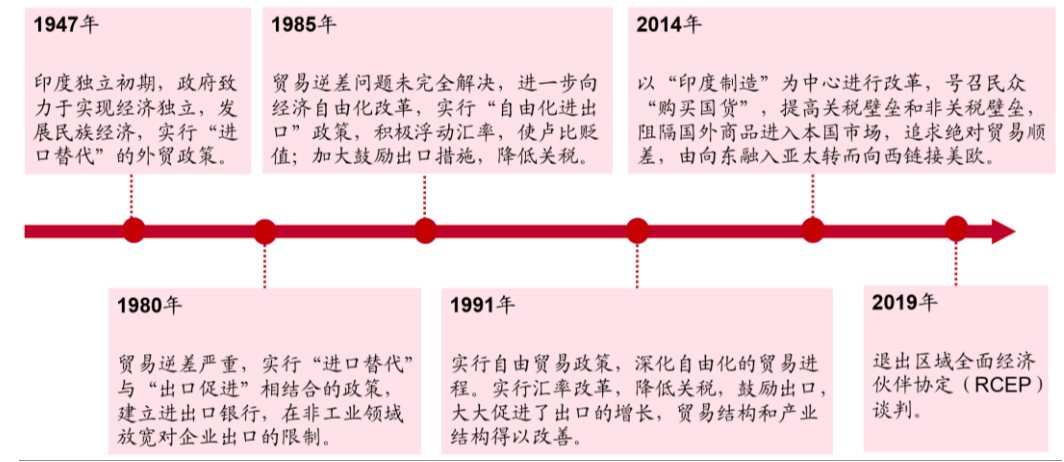 1947年
印度独立初期，政府致
力于实现经济独立，发
展民族经济，实行“进
口替代”的外贸政策。
1985年
贸易逆差问题未完全解决，进一步向
经济自由化改革，实行“自由化进出
口”政策，积极浮动汇率，使卢比贬
值；加大鼓励出口措施，降低关税。
2014年
以“印度制造”为中心进行改革，号召民众
“购买国货”，提高关税壁垒和非关税壁垒，
阻隔国外商品进入本国市场，追求绝对贸易顺
差，由向东融入亚太转而向西链接美欧。
1980年
贸易逆差严重，实行“进口替代”
与“出口促进”相结合的政策，
建立进出口银行，在非工业领域
放宽对企业出口的限制。
1991年
实行自由贸易政策，深化自由化的贸易进
程。实行汇率改革，降低关税，鼓励出口，
大大促进了出口的增长，贸易结构和产业
结构得以改善。
2019年
退出区域全面经济
伙伴协定（RCEP）
谈判。